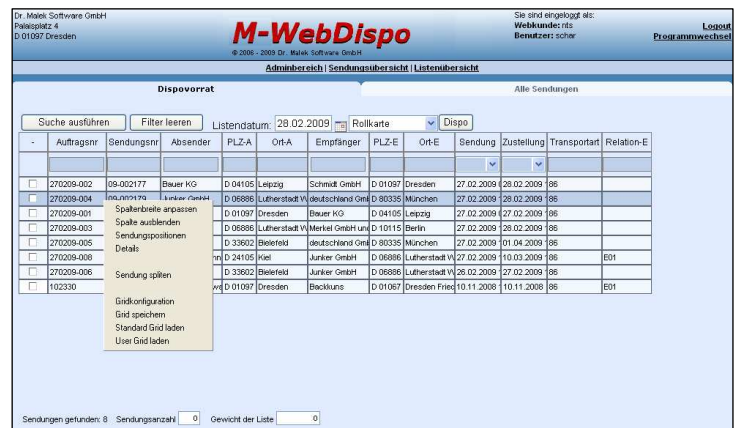 Dr. Malek Software GmbH
Palaisplatz 4
D 01097 Dresden
M-WebDispo
© 2006 - 2009 Dr. Malek Software GmbH
Sie sind eingeloggt als:
Webkunde: nts
Benutzer: schar
Logout
Programmwechsel
Adminbereich | Sendungsübersicht | Listenübersicht
Dispovorrat Alle Sendungen
Suche ausführen Filter leeren Listendatum: 28.02.2009 Rollkarte Dispo
- Auftragsnr Sendungsnr Absender PLZ-A Ort-A Empfänger PLZ-E Ort-E Sendung Zustellung Transportart Relation-E
270209-002 09-002177 Bauer KG D 04105 Leipzig Schmidt GmbH D 01097 Dresden 27.02.2009 28.02.2009 86
270209-004 09-002179 Junker GmbH D 06886 Lutherstadt deutschland D 80335 München 27.02.2009 28.02.2009 86
270209-001 D 01097 Dresden Bauer KG D 04105 Leipzig 27.02.2009 27.02.2009 86
270209-003 D 06886 Lutherstadt Merkel GmbH D 10115 Berlin 27.02.2009 28.02.2009 86
270209-005 D 33602 Bielefeld deutschland D 80335 München 27.02.2009 01.04.2009 86
270209-008 D 24105 Kiel Junker GmbH D 06886 Lutherstadt 27.02.2009 10.03.2009 86 E01
270209-006 D 33602 Bielefeld Junker GmbH D 06886 Lutherstadt 26.02.2009 27.02.2009 86
102330 D 01097 Dresden Backkuns D 01067 Dresden Fried 10.11.2008 10.11.2008 86 E01
Spaltenbreite anpassen
Spalte ausblenden
Sendungspositionen
Details
Sendung spliten
Gridkonfiguration
Grid speichern
Standard Grid laden
User Grid laden
Sendungen gefunden: 8 Sendungsanzahl 0 Gewicht der Liste 0